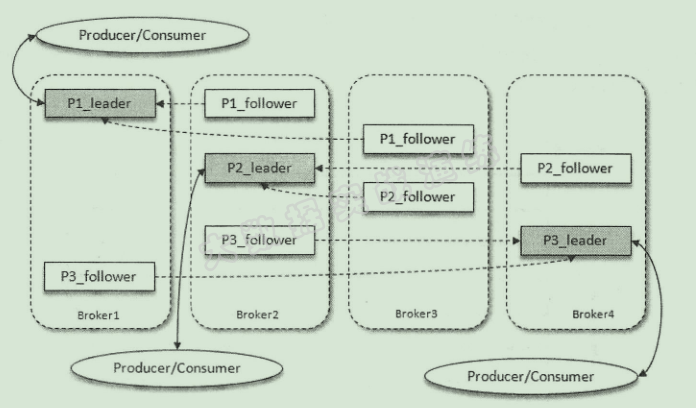 Producer/Consumer
P1_leader
P1_follower
P1_follower
P2_leader
P2_follower
P2_follower
P3_follower
P3_leader
P3_follower
Broker1
Broker2
Broker3
Broker4
Producer/Consumer
Producer/Consumer